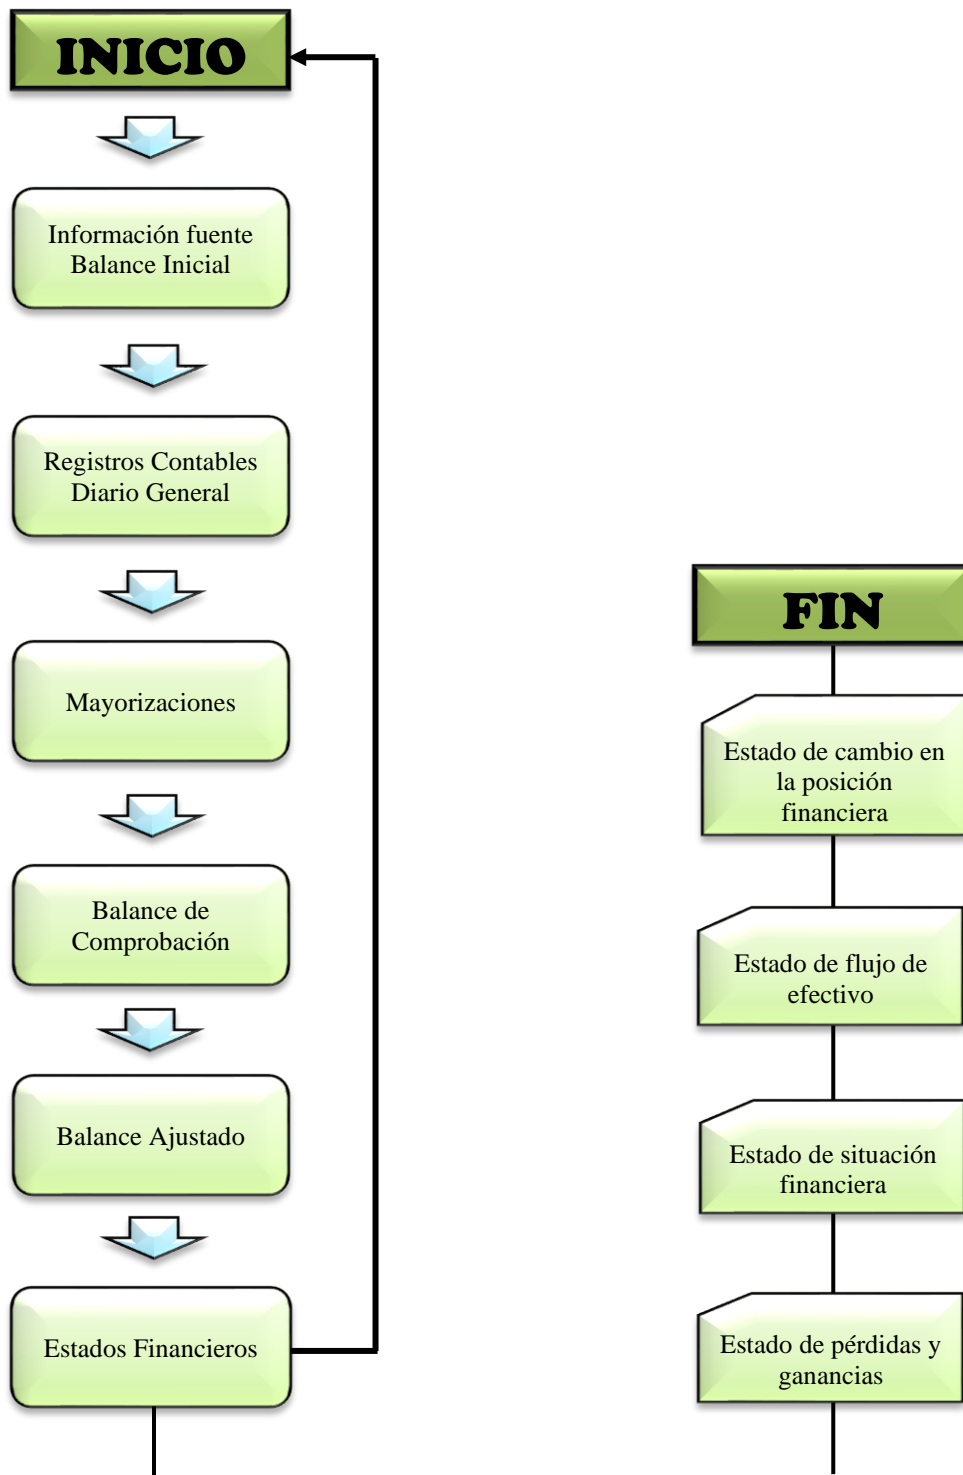 INICIO
Información fuente
Balance Inicial
Registros Contables
Diario General
Mayorizaciones
Balance de
Comprobación
Balance Ajustado
Estados Financieros
FIN
Estado de cambio en
la posición
financiera
Estado de flujo de
efectivo
Estado de situación
financiera
Estado de pérdidas y
ganancias